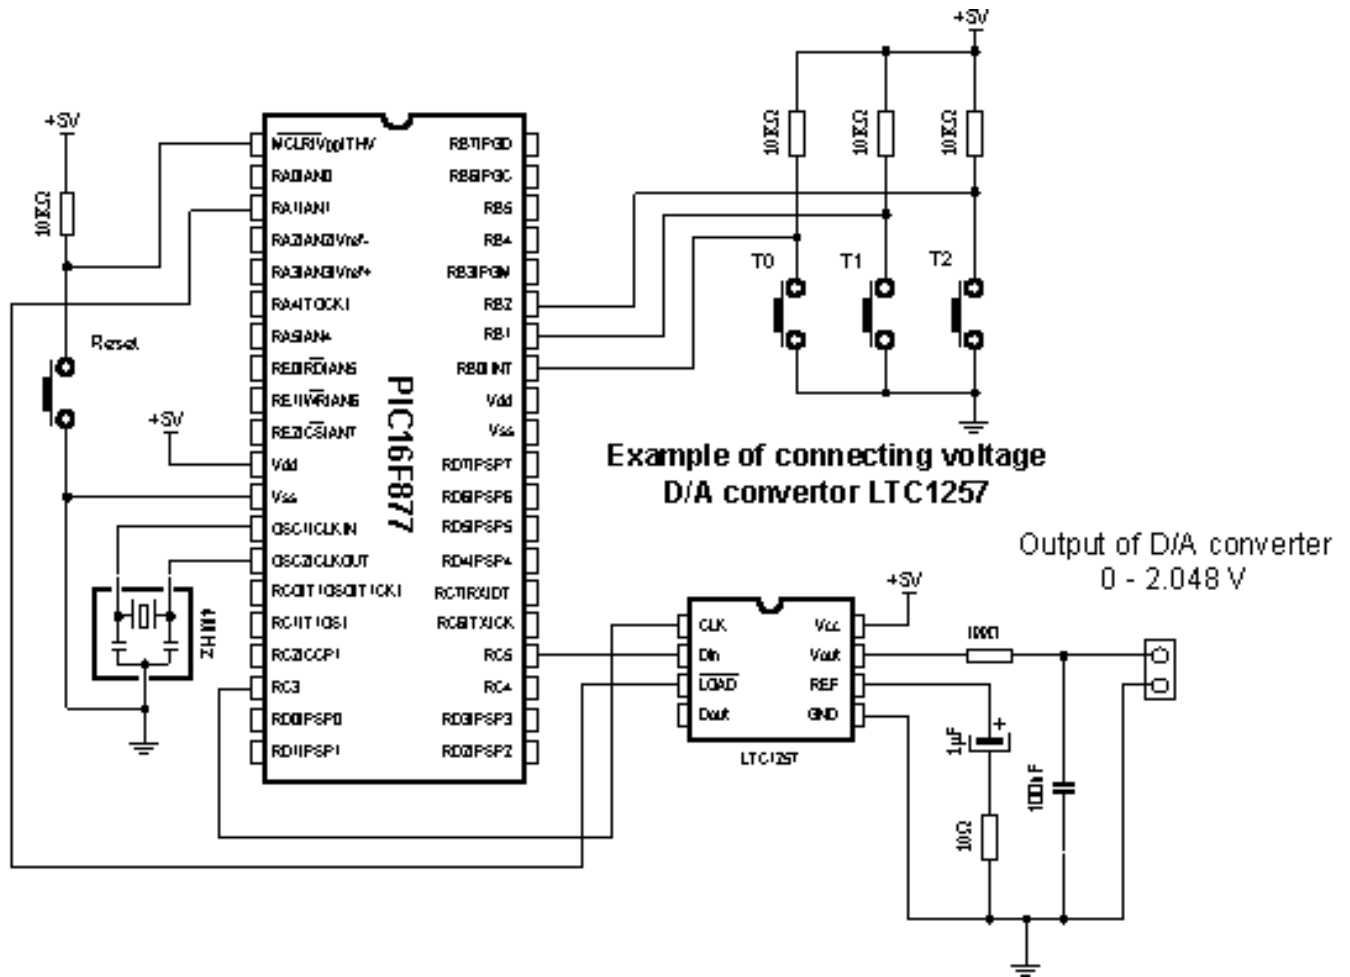 +5V
+5V
10KΩ
10KΩ
10KΩ
10KΩ
MCLR/VDD/THV
RA0/AN0
RA1/AN1
RA2/AN2/Vref-
RA3/AN3/Vref+
RA4/TOCKI
RA5/AN4
RE0/RD/AN5
RE1/WR/AN6
RE2/CS/AN7
Vdd
Vss
OSC1/CLKIN
OSC2/CLKOUT
RC0/T1OSO/T1CKI
RC1/T1OSI
RC2/CCP1
RC3
RD0/PSP0
RD1/PSP1
RB7/PGD
RB6/PGC
RB5
RB4
RB3/PGM
RB2
RB1
RB0/INT
Vdd
Vss
RD7/PSP7
RD6/PSP6
RD5/PSP5
RD4/PSP4
RC7/RX/DT
RC6/TX/CK
RC5
RC4
RD3/PSP3
RD2/PSP2
PIC16F877
Reset
+5V
4MHz
T0
T1
T2
Example of connecting voltage
D/A convertor LTC1257
Output of D/A converter
0 - 2.048 V
+5V
CLK
Din
LOAD
Dout
Vcc
Vout
REF
GND
LTC1257
100Ω
1µF
+
100nF
10Ω